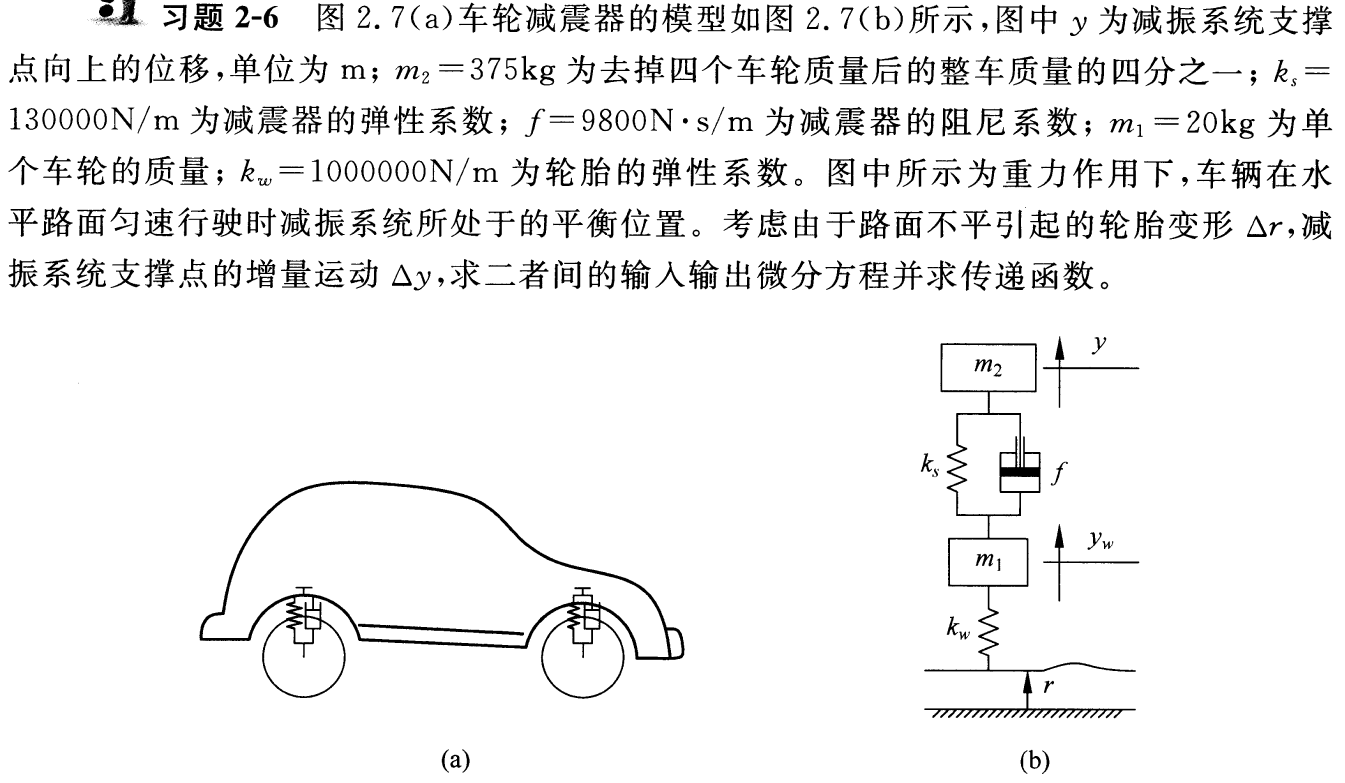 习题 2-6 图 2.7(a)车轮减震器的模型如图 2.7(b)所示,图中 y 为减振系统支撑
点向上的位移,单位为 m; m₂=375kg 为去掉四个车轮质量后的整车质量的四分之一; kₛ=
130000N/m 为减震器的弹性系数; f=9800N·s/m 为减震器的阻尼系数; m₁=20kg 为单
个车轮的质量; k_w=1000000N/m 为轮胎的弹性系数。图中所示为重力作用下,车辆在水
平路面匀速行驶时减振系统所处于的平衡位置。考虑由于路面不平引起的轮胎变形 Δr,减
振系统支撑点的增量运动 Δy,求二者间的输入输出微分方程并求传递函数。
y
m₂
kₛ
f
y_w
m₁
k_w
r
(a)
(b)